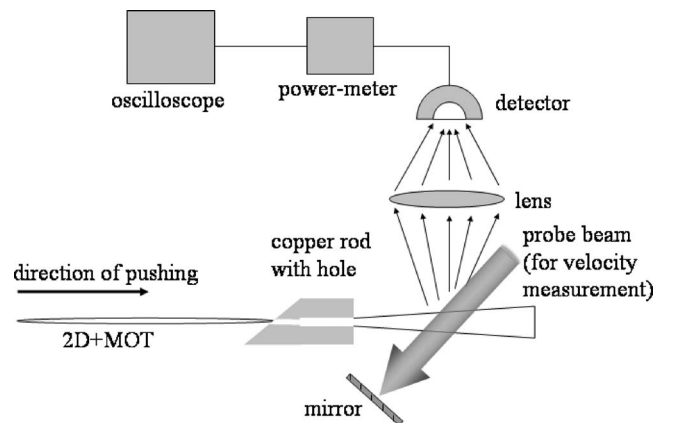 oscilloscope
power-meter
detector
lens
copper rod
with hole
probe beam
(for velocity
measurement)
direction of pushing
2D+MOT
mirror